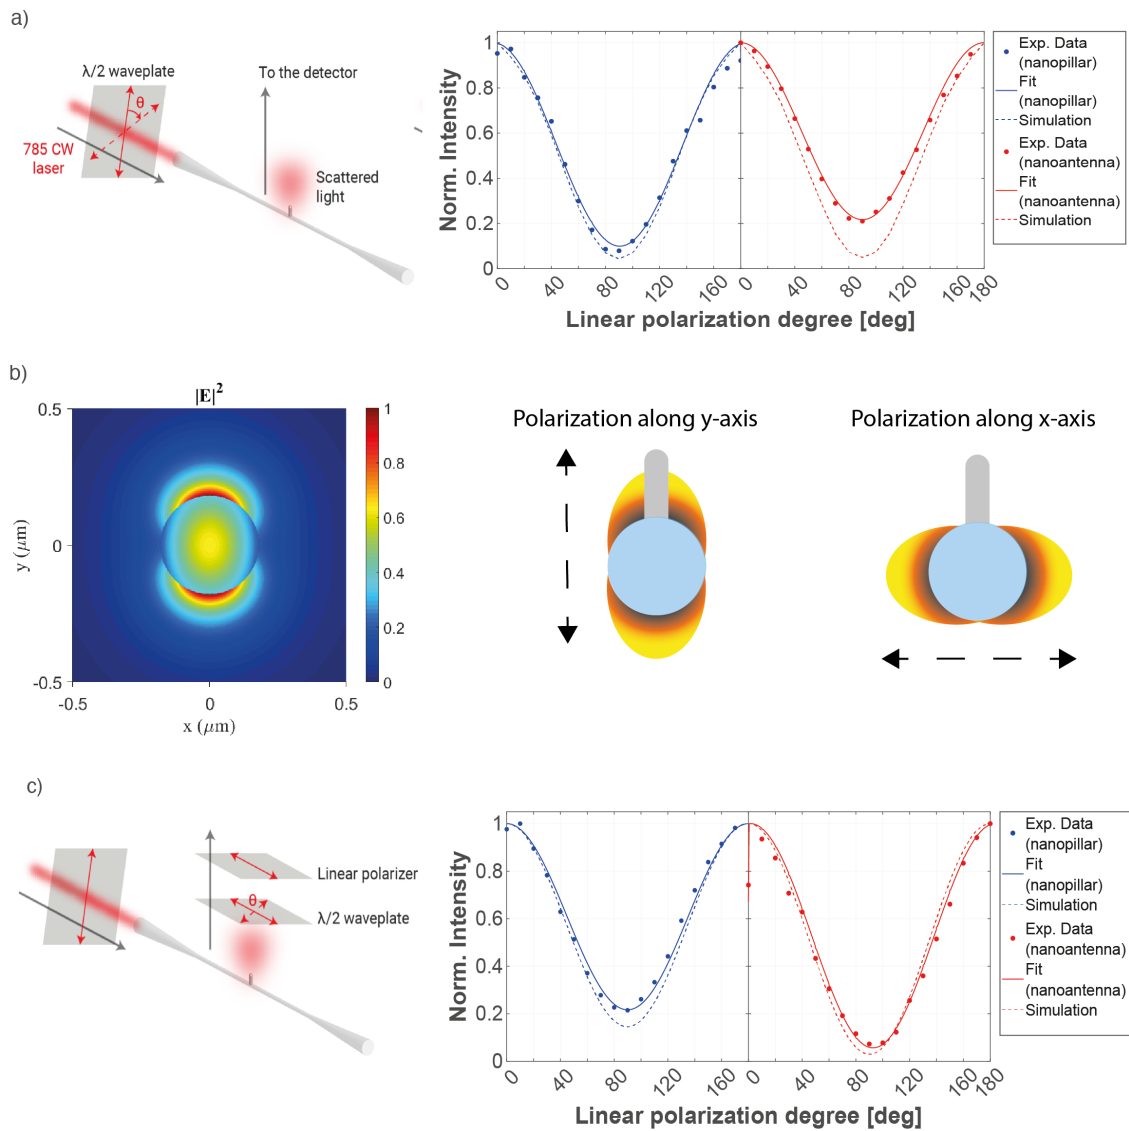 a)
λ/2 waveplate
To the detector
θ
785 CW
laser
Scattered
light
Norm. Intensity
1
0.8
0.6
0.4
0.2
0
0 40 80 120 160 0 40 80 120 160 180
Linear polarization degree [deg]
Exp. Data
(nanopillar)
Fit
(nanopillar)
Simulation
Exp. Data
(nanoantenna)
Fit
(nanoantenna)
Simulation
b)
|E|²
0.5
0
-0.5
y (μm)
-0.5 0 0.5
x (μm)
1
0.8
0.6
0.4
0.2
0
Polarization along y-axis
Polarization along x-axis
c)
Linear polarizer
θ
λ/2 waveplate
Norm. Intensity
1
0.8
0.6
0.4
0.2
0
0 40 80 120 160 0 40 80 120 160 180
Linear polarization degree [deg]
Exp. Data
(nanopillar)
Fit
(nanopillar)
Simulation
Exp. Data
(nanoantenna)
Fit
(nanoantenna)
Simulation